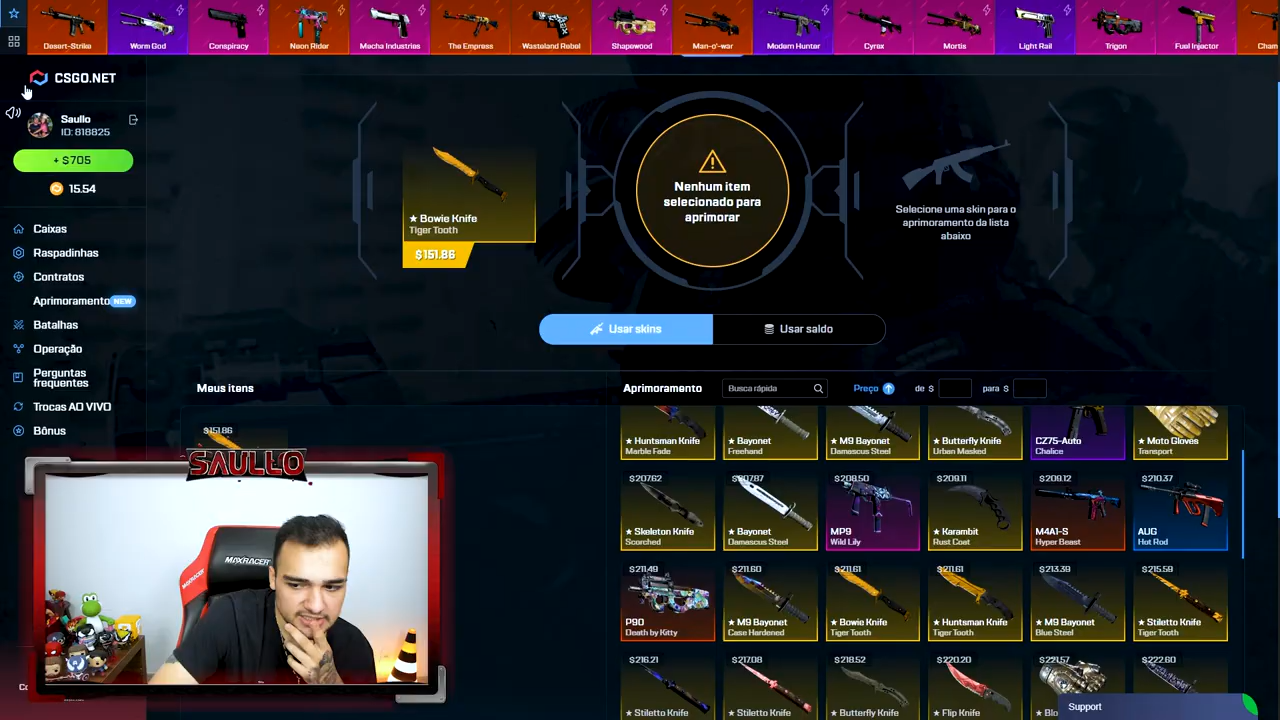 Desert-Strike
Worm God
Conspiracy
Neon Rider
Mecha Industries
The Empress
Wasteland Rebel
Shapewood
Man-o'-war
Modern Hunter
Cyrex
Mortis
Light Rail
Trigon
Fuel Injector
CSGO.NET
Saullo
ID: 818825
+ $705
15.54
Caixas
Raspadinhas
Contratos
Aprimoramento NEW
Batalhas
Operação
Perguntas
frequentes
Trocas AO VIVO
Bônus
★ Bowie Knife
Tiger Tooth
$151.86
Nenhum item
selecionado para
aprimorar
Selecione uma skin para o
aprimoramento da lista
abaixo
Usar skins
Usar saldo
Meus itens
$151.86
Aprimoramento
Busca rápida
Preço
de $
para $
★ Huntsman Knife
Marble Fade
★ Bayonet
Freehand
★ M9 Bayonet
Damascus Steel
★ Butterfly Knife
Urban Masked
CZ75-Auto
Chalice
★ Moto Gloves
Transport
$207.62
★ Skeleton Knife
Scorched
$207.87
★ Bayonet
Damascus Steel
$208.50
MP9
Wild Lily
$209.11
★ Karambit
Rust Coat
$209.12
M4A1-S
Hyper Beast
$210.37
AUG
Hot Rod
$211.49
P90
Death by Kitty
$211.60
★ M9 Bayonet
Case Hardened
$211.61
★ Bowie Knife
Tiger Tooth
$211.61
★ Huntsman Knife
Tiger Tooth
$213.39
★ M9 Bayonet
Blue Steel
$215.59
★ Stiletto Knife
Tiger Tooth
$216.21
★ Stiletto Knife
$217.08
★ Stiletto Knife
$218.52
★ Butterfly Knife
$220.20
★ Flip Knife
$221.57
$222.60
Support
SAULLO
MAXRACER
MAXRACER